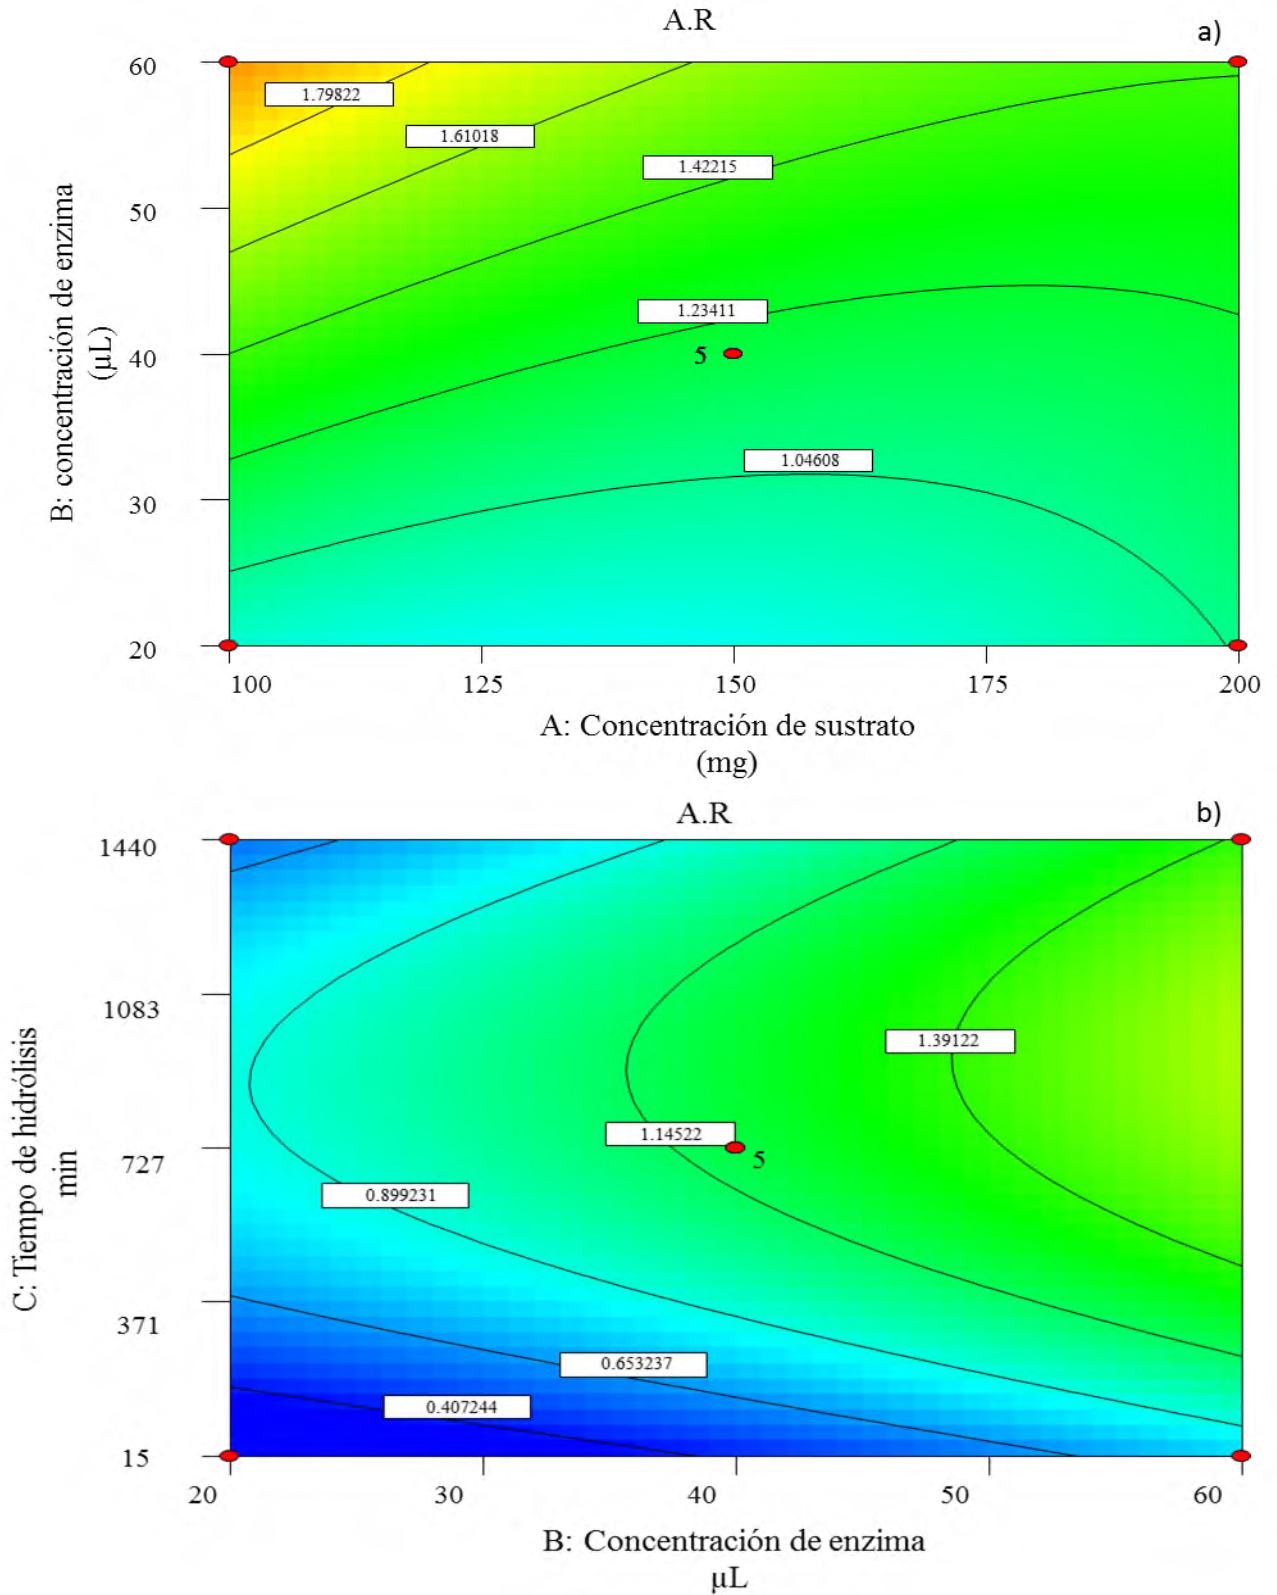 A.R
a)
60
1.79822
1.61018
1.42215
50
B: concentración de enzima
(µL)
1.23411
40
5
1.04608
30
20
100 125 150 175 200
A: Concentración de sustrato
(mg)
A.R
b)
1440
1083
1.39122
C: Tiempo de hidrólisis
min
1.14522
5
727
0.899231
371
0.653237
0.407244
15
20 30 40 50 60
B: Concentración de enzima
µL